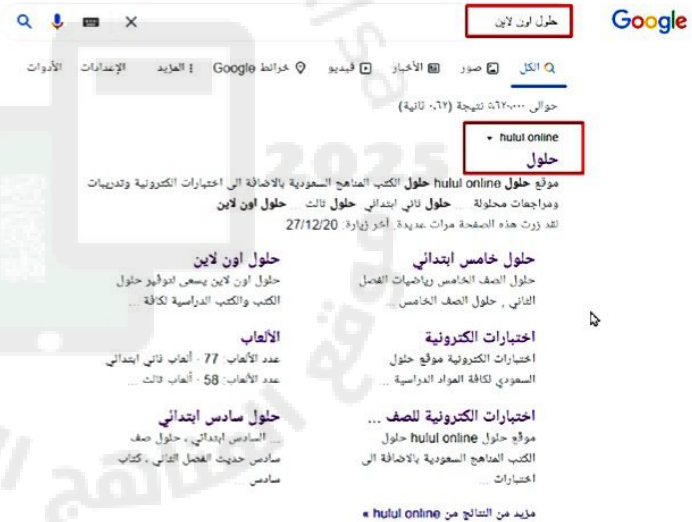 Google
حلول اون لاين
الكل صور الأخبار فيديو خرائط Google المزيد الإعدادات الأدوات
حوالي ٥،٦٢٠،٠٠٠ نتيجة (٠،٦٢ ثانية)
hulul online
حلول
موقع حلول hulul online حلول الكتب المناهج السعودية بالاضافة الى اختبارات الكترونية وتدريبات
ومراجعات محلولة ... حلول ثاني ابتدائي. حلول ثالث ... حلول اون لاين
لقد زرت هذه الصفحة مرات عديدة. آخر زيارة: 27/12/20
حلول خامس ابتدائي
حلول الصف الخامس رياضيات الفصل
الثاني , حلول الصف الخامس ...
حلول اون لاين
حلول اون لاين يسعى لتوفير حلول
الكتب والكتب الدراسية لكافة ...
اختبارات الكترونية
اختبارات الكترونية موقع حلول
السعودي لكافة المواد الدراسية ...
الألعاب
عدد الألعاب: 77 · ألعاب ثاني ابتدائي
عدد الألعاب: 58 · ألعاب ثالث ...
اختبارات الكترونية للصف ...
موقع حلول hulul online حلول
الكتب المناهج السعودية بالاضافة الى
اختبارات ...
حلول سادس ابتدائي
... السادس ابتدائي ، حلول صف
سادس حديث الفصل الثاني ، كتاب
سادس ...
مزيد من النتائج من hulul online »
2025
موقع
المناهج